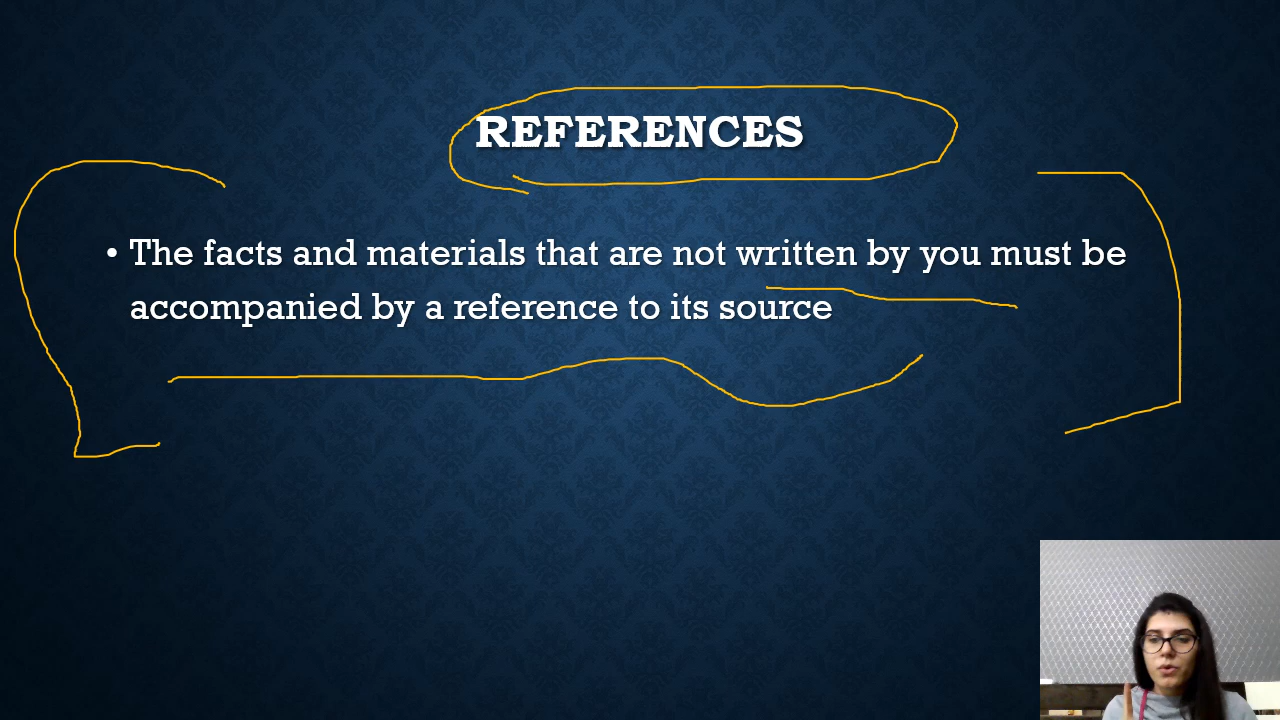 REFERENCES
• The facts and materials that are not written by you must be
accompanied by a reference to its source